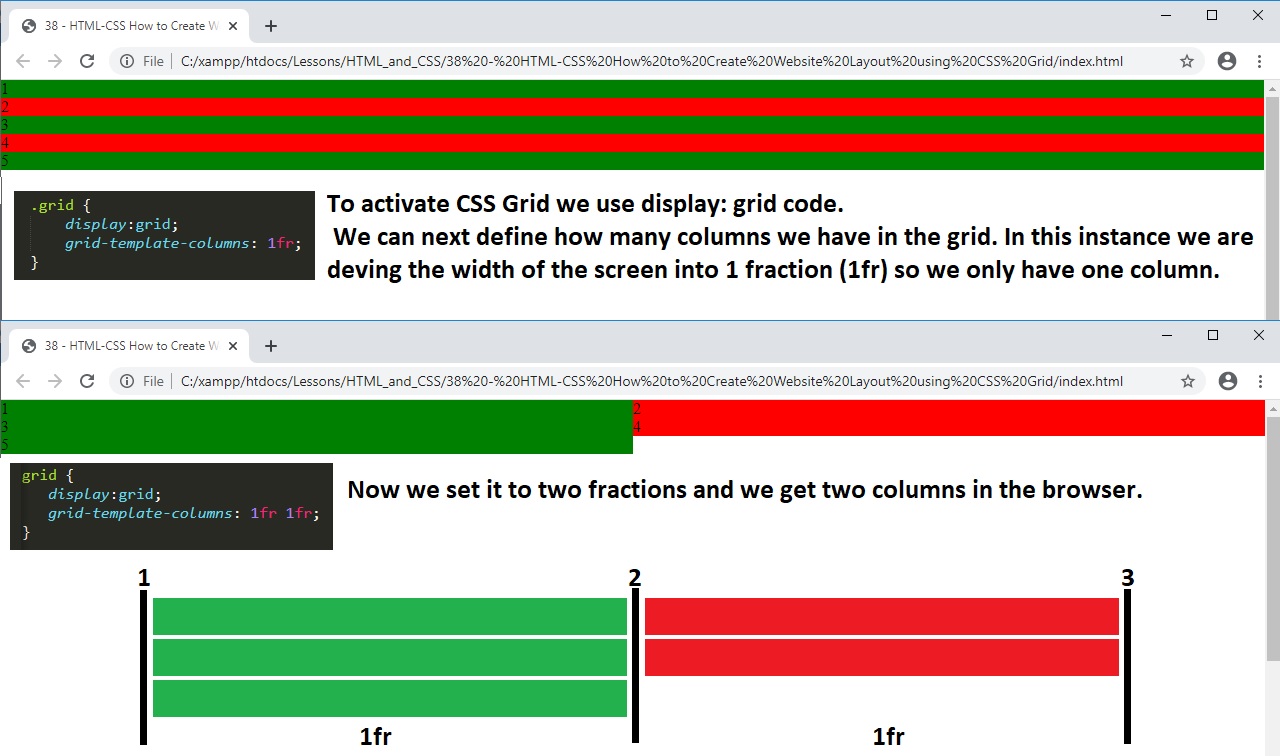 38 - HTML-CSS How to Create W
File | C:/xampp/htdocs/Lessons/HTML_and_CSS/38%20-%20HTML-CSS%20How%20to%20Create%20Website%20Layout%20using%20CSS%20Grid/index.html
1
2
3
4
5
.grid {
display:grid;
grid-template-columns: 1fr;
}
To activate CSS Grid we use display: grid code.
We can next define how many columns we have in the grid. In this instance we are
deving the width of the screen into 1 fraction (1fr) so we only have one column.
38 - HTML-CSS How to Create W
File | C:/xampp/htdocs/Lessons/HTML_and_CSS/38%20-%20HTML-CSS%20How%20to%20Create%20Website%20Layout%20using%20CSS%20Grid/index.html
1 2
3 4
5
grid {
display:grid;
grid-template-columns: 1fr 1fr;
}
Now we set it to two fractions and we get two columns in the browser.
1 2 3
1fr 1fr